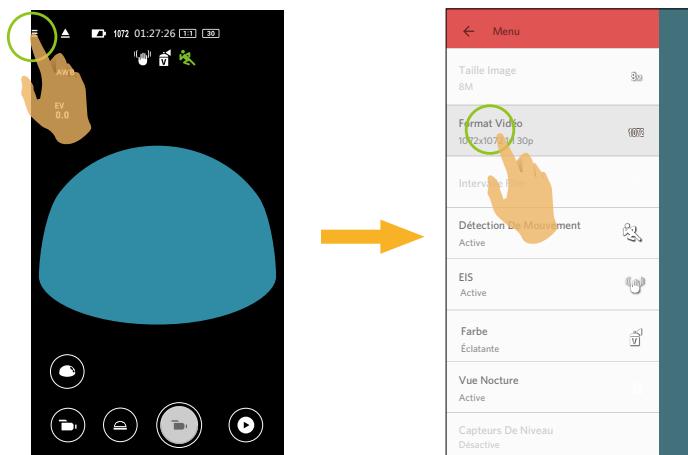 1072 01:27:26 1:1 30
V
AWB
EV
0.0
Menu
Taille Image
8M
8M
Format Vidéo
1072x1072 1:1 30p
1072
Détection De Mouvement
Active
EIS
Active
Farbe
Éclatante
V
Vue Nocture
Active
Capteurs De Niveau
Désactive